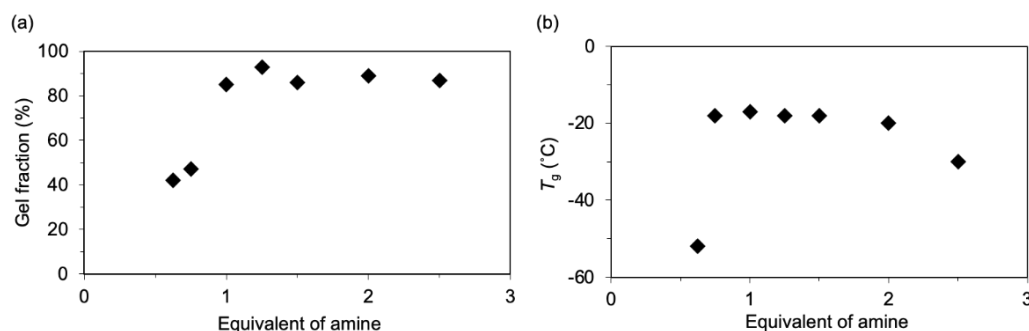 (a)
100
80
60
40
20
0
Gel fraction (%)
0 1 2 3
Equivalent of amine
(b)
0
-20
-40
-60
Tg (˚C)
0 1 2 3
Equivalent of amine